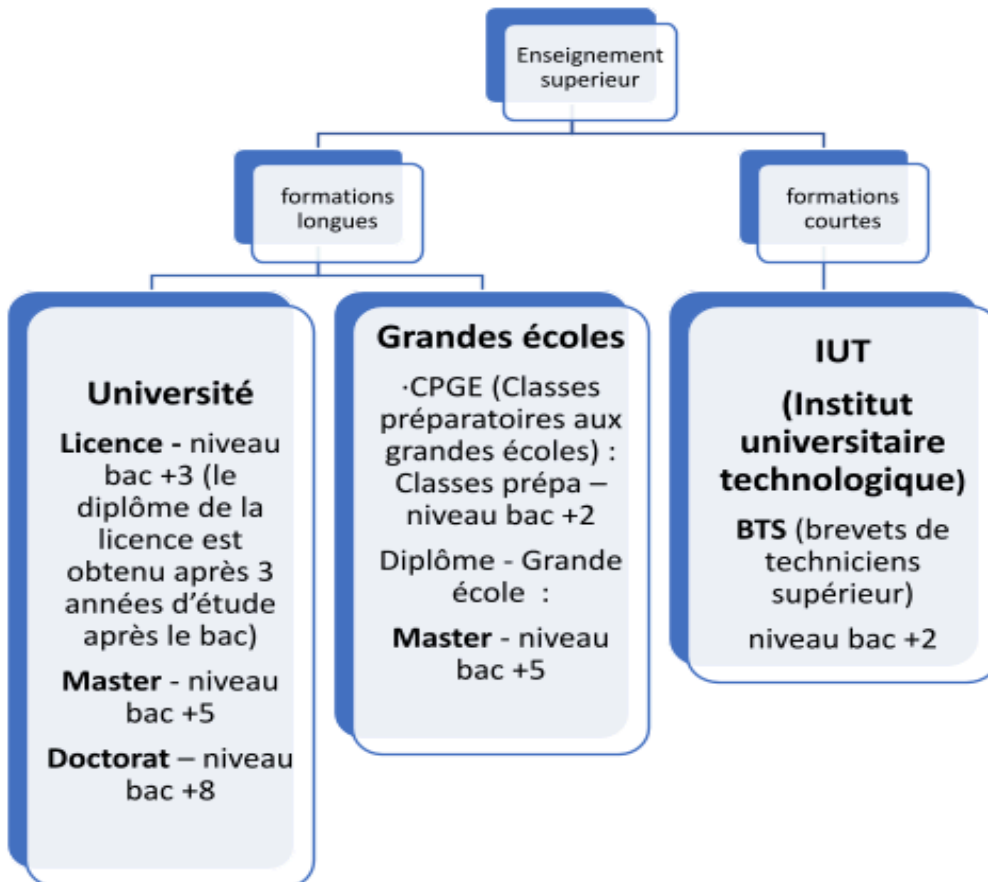 Enseignement
superieur
formations
longues
formations
courtes
Université
Licence - niveau
bac +3 (le
diplôme de la
licence est
obtenu après 3
années d'étude
après le bac)
Master - niveau
bac +5
Doctorat – niveau
bac +8
Grandes écoles
·CPGE (Classes
préparatoires aux
grandes écoles) :
Classes prépa –
niveau bac +2
Diplôme - Grande
école :
Master - niveau
bac +5
IUT
(Institut
universitaire
technologique)
BTS (brevets de
techniciens
supérieur)
niveau bac +2